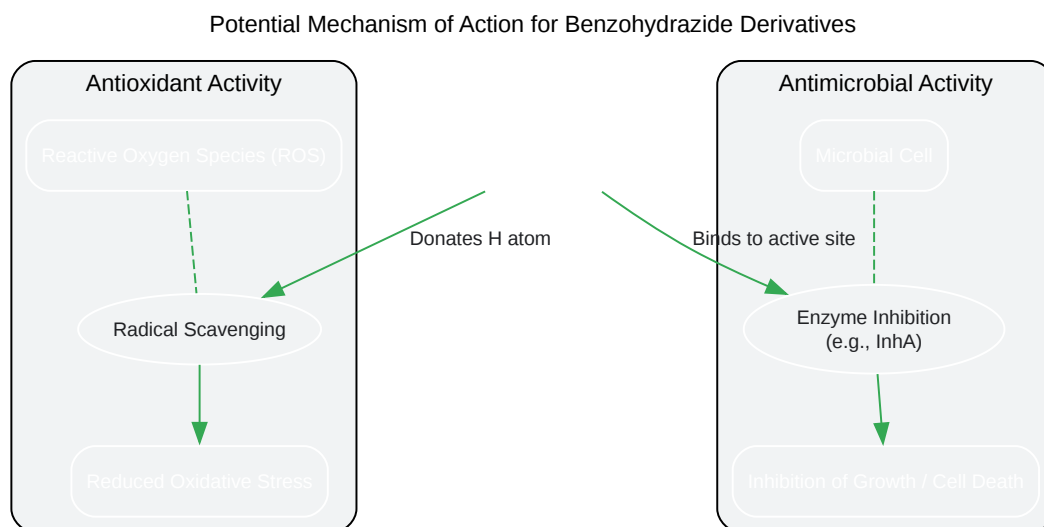 Potential Mechanism of Action for Benzohydrazide Derivatives
Antioxidant Activity
Reactive Oxygen Species (ROS)
Donates H atom
Radical Scavenging
Reduced Oxidative Stress
Antimicrobial Activity
Microbial Cell
Binds to active site
Enzyme Inhibition
(e.g., InhA)
Inhibition of Growth / Cell Death